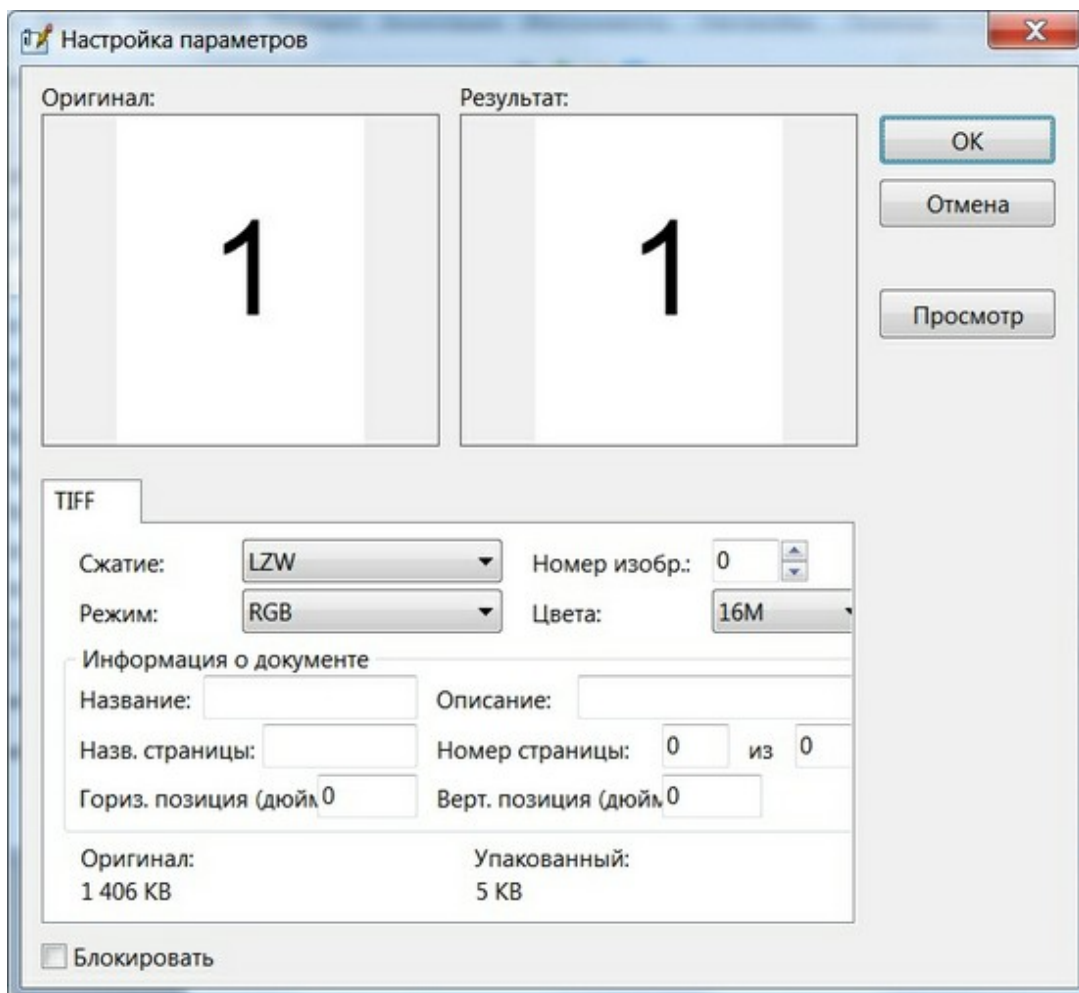 Настройка параметров
Оригинал: Результат:
1 1
OK
Отмена
Просмотр
TIFF
Сжатие: LZW Номер изобр.: 0
Режим: RGB Цвета: 16M
Информация о документе
Название: Описание:
Назв. страницы: Номер страницы: 0 из 0
Гориз. позиция (дюйм 0 Верт. позиция (дюйм 0
Оригинал: Упакованный:
1 406 KB 5 KB
Блокировать